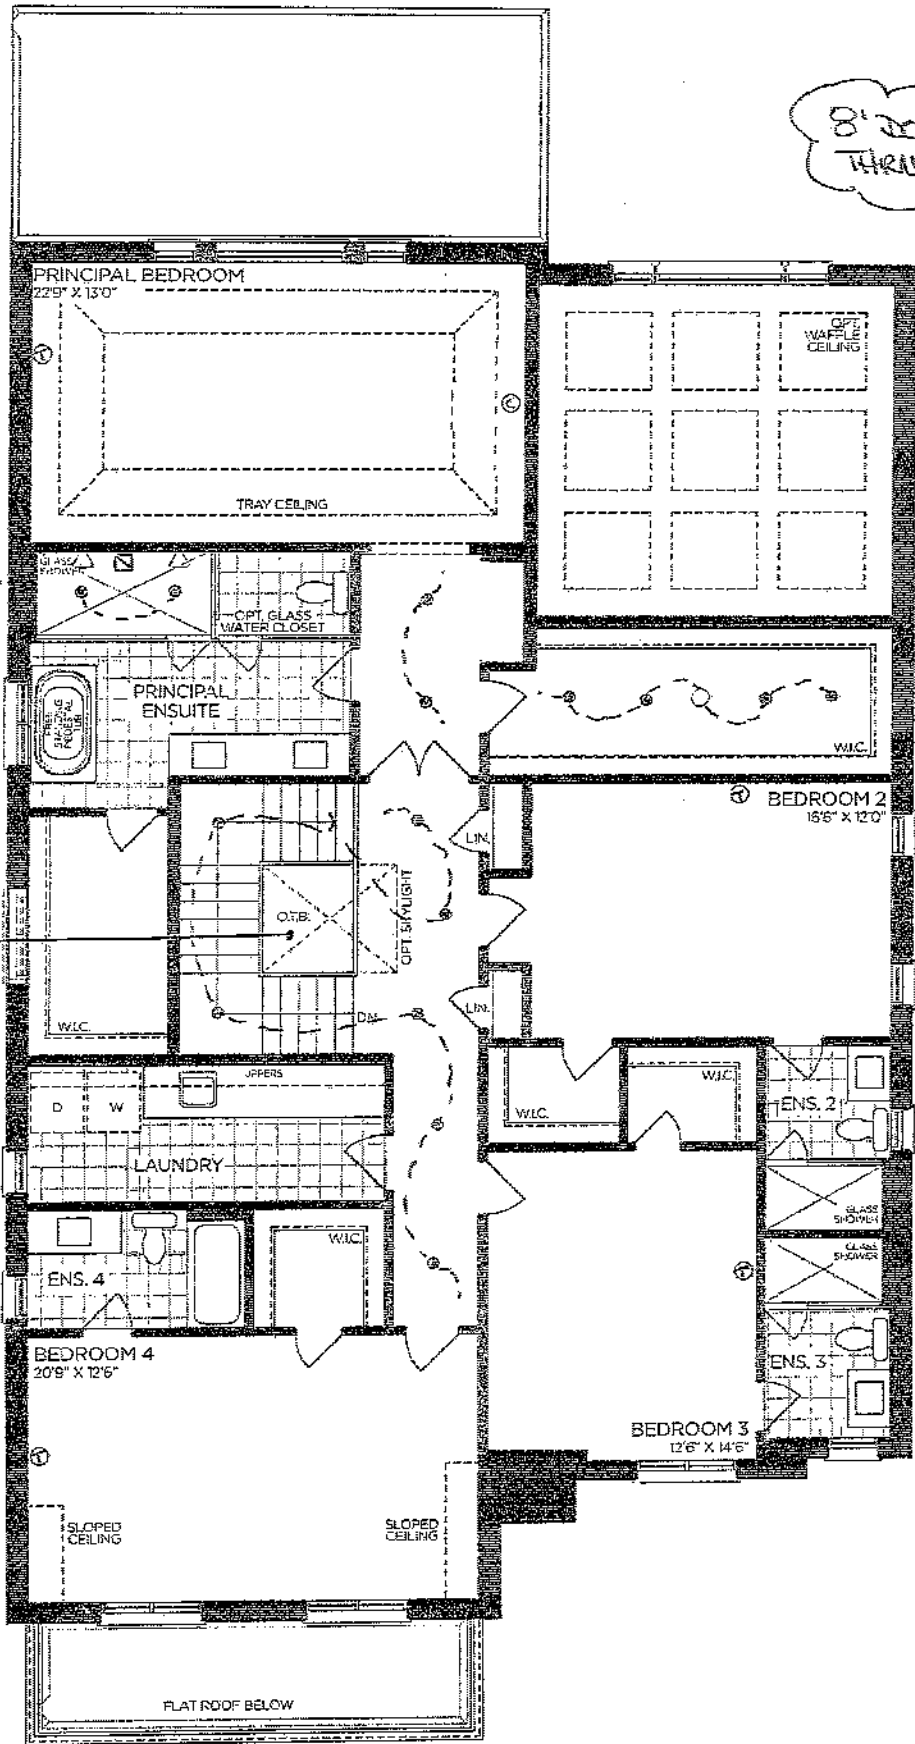 8'
PRINCIPAL BEDROOM
22'9" X 13'0"
OPT.
WAFFLE
CEILING
TRAY CEILING
GLASS
SHOWER
OPT. GLASS
WATER CLOSET
PRINCIPAL
ENSUITE
FREE
STANDING
PEDESTAL
TUB
W.I.C.
BEDROOM 2
16'6" X 12'0"
LIN.
OPT. SKYLIGHT
O.T.B.
LIN.
DN.
W.I.C.
UPPERS
D
W
W.I.C.
W.I.C.
ENS. 2
LAUNDRY
GLASS
SHOWER
W.I.C.
GLASS
SHOWER
ENS. 4
BEDROOM 4
20'9" X 12'6"
ENS. 3
BEDROOM 3
12'6" X 14'6"
SLOPED
CEILING
SLOPED
CEILING
FLAT ROOF BELOW